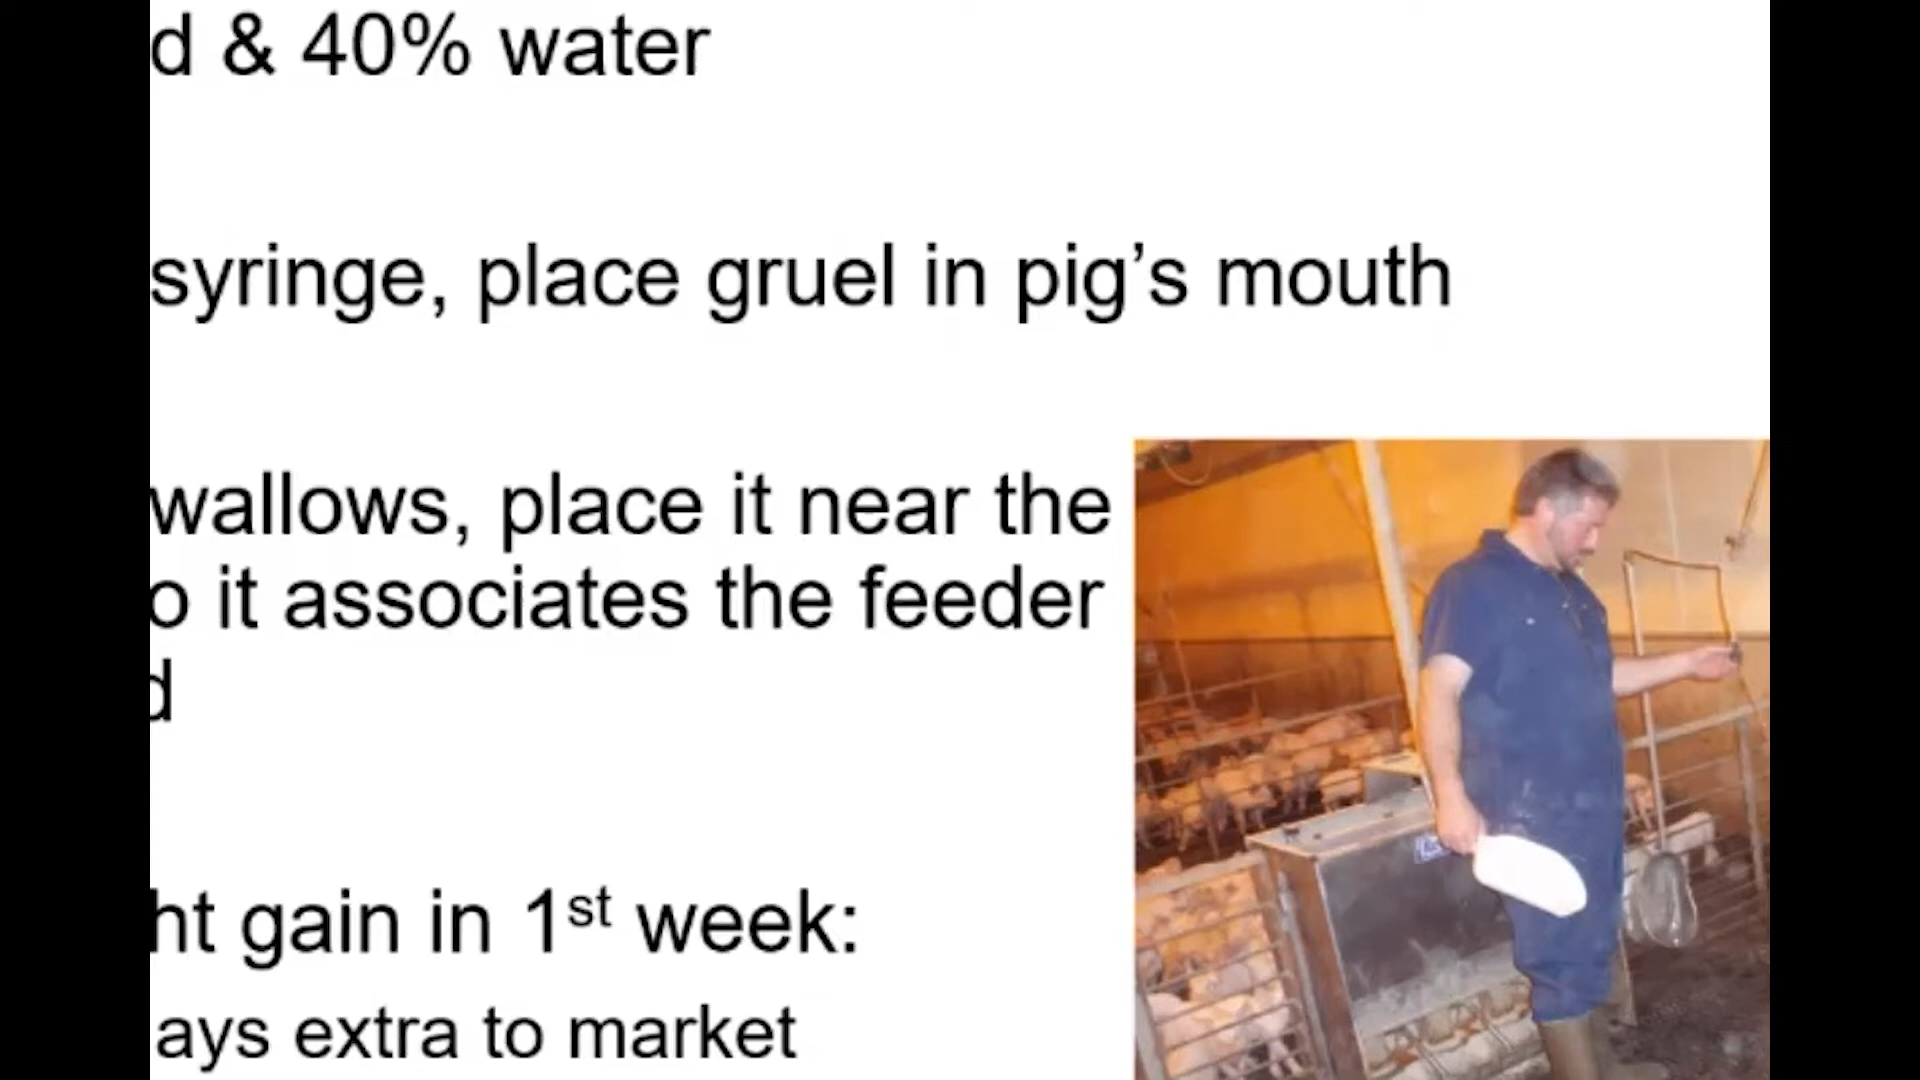 d & 40% water
syringe, place gruel in pig’s mouth
wallows, place it near the
o it associates the feeder
d
ht gain in 1st week:
ays extra to market